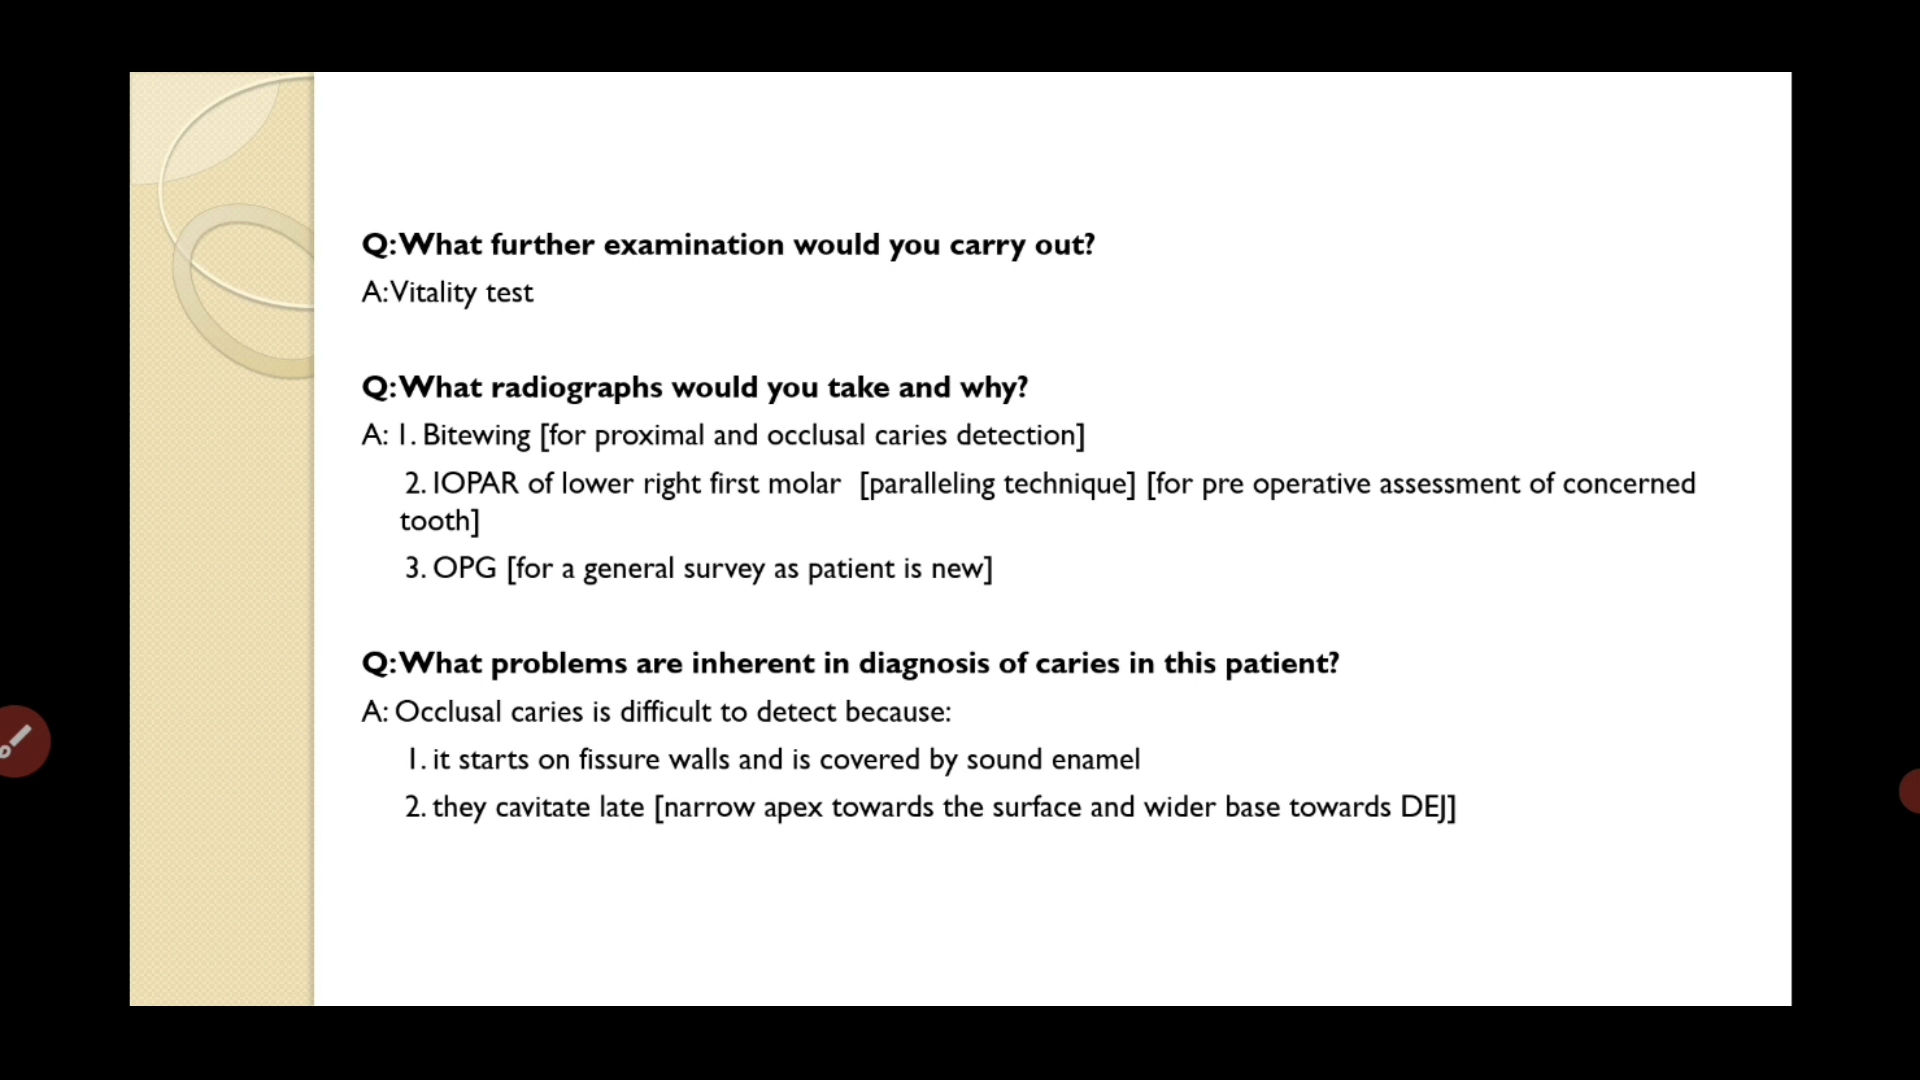 Q: What further examination would you carry out?
A: Vitality test
Q: What radiographs would you take and why?
A: 1. Bitewing [for proximal and occlusal caries detection]
2. IOPAR of lower right first molar [paralleling technique] [for pre operative assessment of concerned
tooth]
3. OPG [for a general survey as patient is new]
Q: What problems are inherent in diagnosis of caries in this patient?
A: Occlusal caries is difficult to detect because:
1. it starts on fissure walls and is covered by sound enamel
2. they cavitate late [narrow apex towards the surface and wider base towards DEJ]